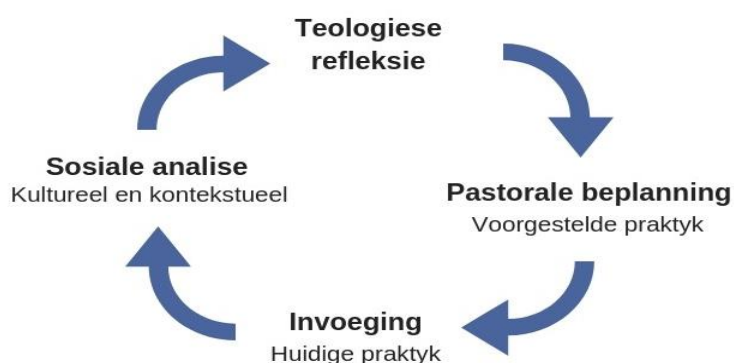 Teologiese
refleksie
Sosiale analise
Kultureel en kontekstueel
Pastorale beplanning
Voorgestelde praktyk
Invoeging
Huidige praktyk